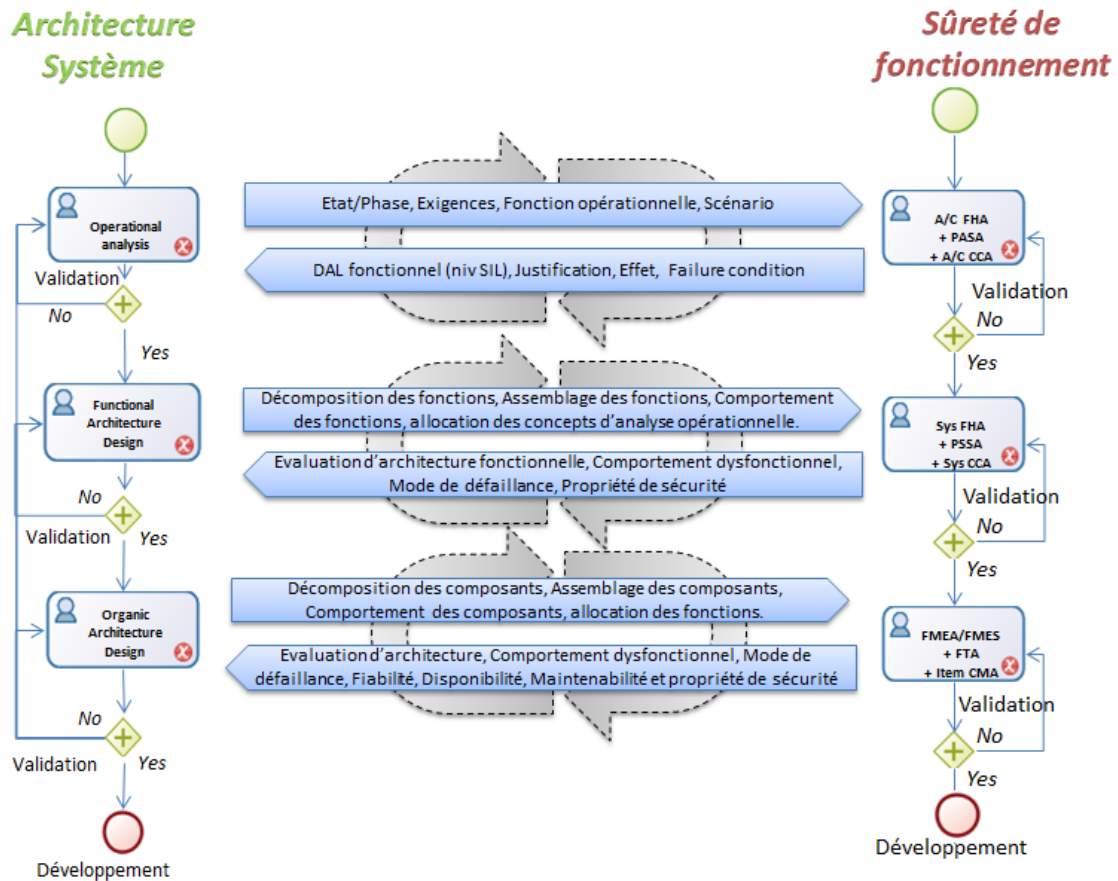 Architecture
Système
Sûreté de
fonctionnement
Operational
analysis
Validation
No
Yes
Etat/Phase, Exigences, Fonction opérationnelle, Scénario
DAL fonctionnel (niv SIL), Justification, Effet, Failure condition
A/C FHA
+ PASA
+ A/C CCA
Validation
No
Yes
Functional
Architecture
Design
No
Validation
Yes
Décomposition des fonctions, Assemblage des fonctions, Comportement
des fonctions, allocation des concepts d'analyse opérationnelle.
Evaluation d'architecture fonctionnelle, Comportement dysfonctionnel,
Mode de défaillance, Propriété de sécurité
Sys FHA
+ PSSA
+ Sys CCA
Validation
No
Yes
Organic
Architecture
Design
No
Validation
Yes
Développement
Décomposition des composants, Assemblage des composants,
Comportement des composants, allocation des fonctions.
Evaluation d'architecture, Comportement dysfonctionnel, Mode de
défaillance, Fiabilité, Disponibilité, Maintenabilité et propriété de sécurité
FMEA/FMES
+ FTA
+ Item CMA
Validation
No
Yes
Développement